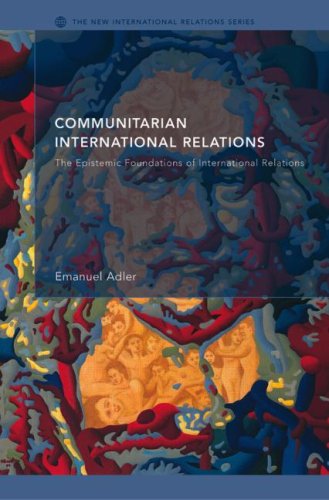 THE NEW INTERNATIONAL RELATIONS SERIES
COMMUNITARIAN
INTERNATIONAL RELATIONS
The Epistemic Foundations of International Relations
Emanuel Adler